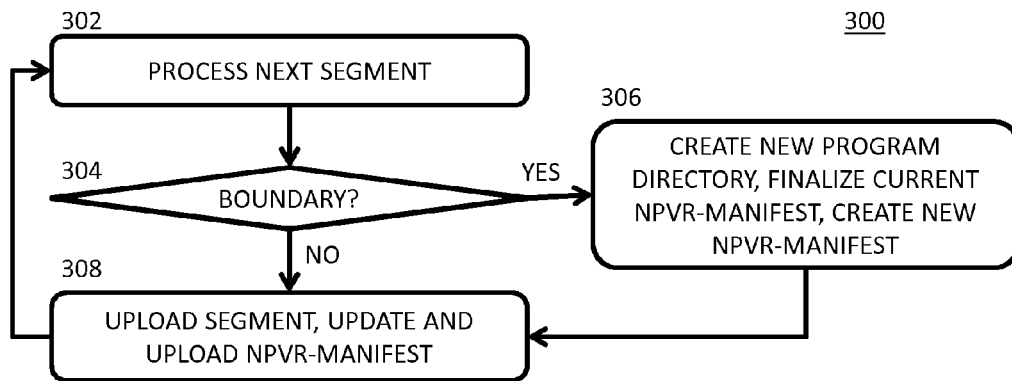 302
300
PROCESS NEXT SEGMENT
306
304
BOUNDARY?
YES
CREATE NEW PROGRAM
DIRECTORY, FINALIZE CURRENT
NPVR-MANIFEST, CREATE NEW
NPVR-MANIFEST
NO
308
UPLOAD SEGMENT, UPDATE AND
UPLOAD NPVR-MANIFEST